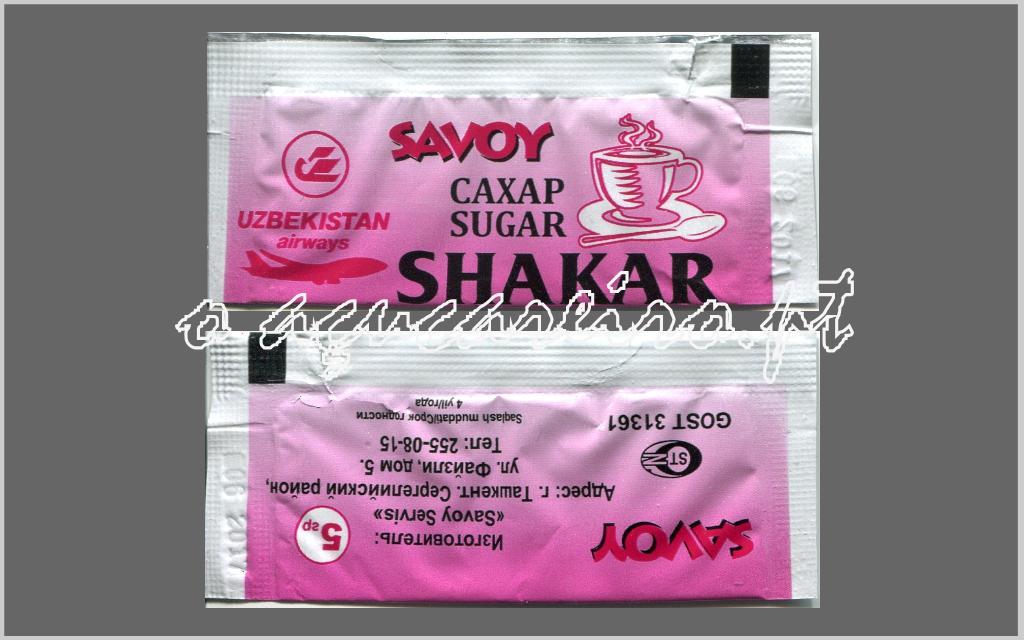 SAVOY
САХАР
SUGAR
SHAKAR
UZBEKISTAN
airways
SAVOY
Изготовитель:
«Savoy Servis»
5 гр
Адрес: г. Ташкент. Сергелийский район,
ул. Файзли, дом 5.
Тел: 255-08-15
Saqlash muddati/Срок годности
4 yil/года
ST
GOST 31361